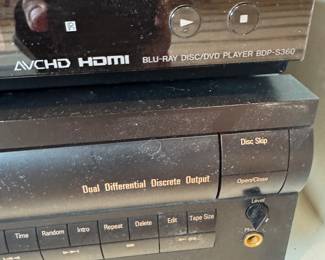 AVCHD HDMI BLU-RAY DISC/DVD PLAYER BDP-S360
Disc Skip
Dual Differential Discrete Output
Open/Close
Level
Time Random Intro Repeat Delete Edit Tape Size